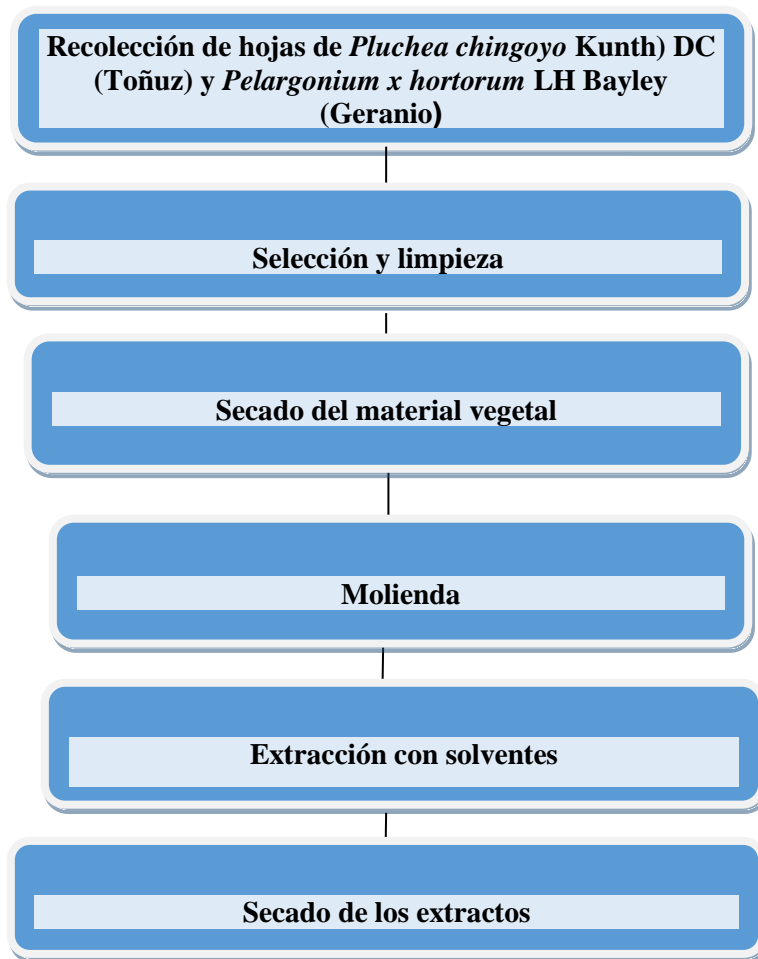 Recolección de hojas de Pluchea chingoyo Kunth) DC
(Toñuz) y Pelargonium x hortorum LH Bayley
(Geranio)
Selección y limpieza
Secado del material vegetal
Molienda
Extracción con solventes
Secado de los extractos